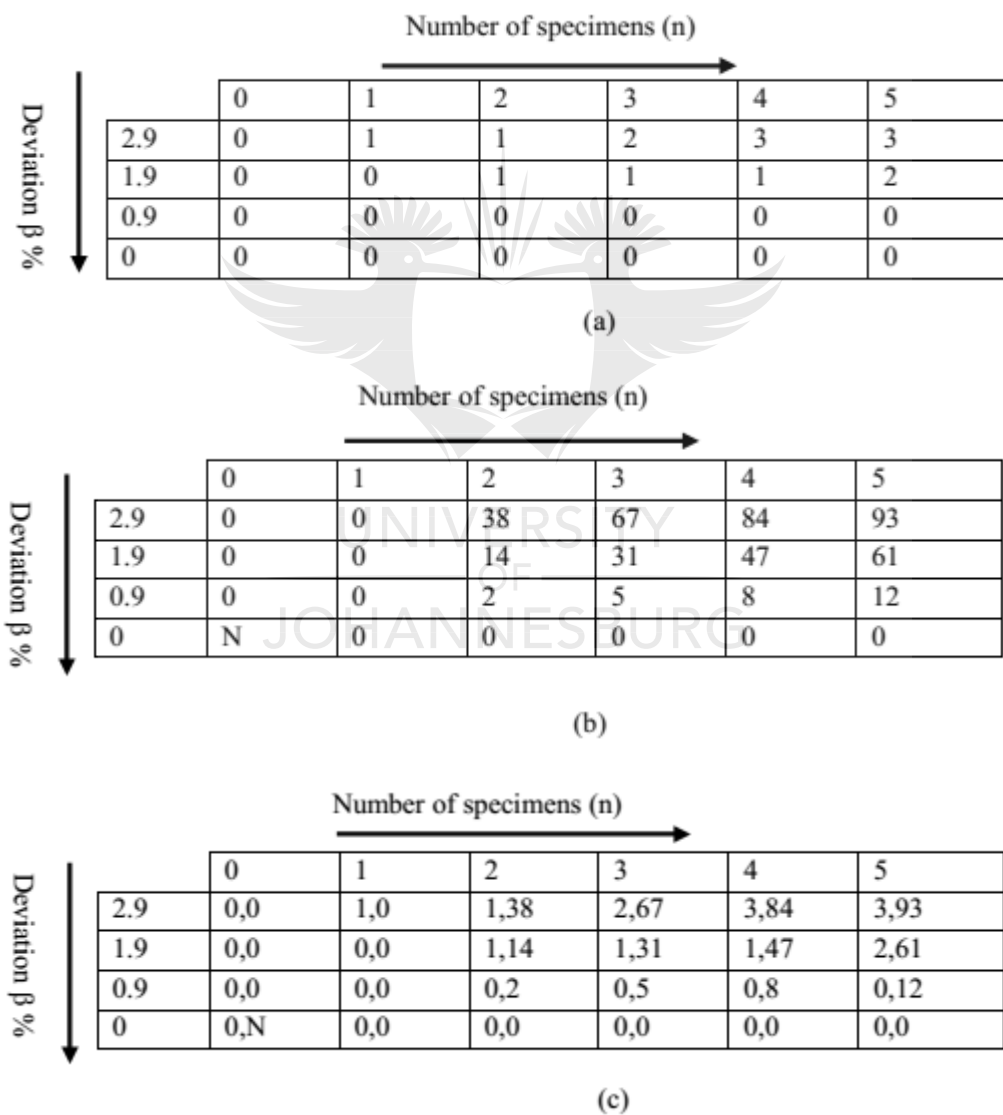 Number of specimens (n)
Deviation β %
0 1 2 3 4 5
2.9 0 1 1 2 3 3
1.9 0 0 1 1 1 2
0.9 0 0 0 0 0 0
0 0 0 0 0 0 0
(a)
Number of specimens (n)
Deviation β %
0 1 2 3 4 5
2.9 0 0 38 67 84 93
1.9 0 0 14 31 47 61
0.9 0 0 2 5 8 12
0 N 0 0 0 0 0
UNIVERSITY
OF
JOHANNESBURG
(b)
Number of specimens (n)
Deviation β %
0 1 2 3 4 5
2.9 0,0 1,0 1,38 2,67 3,84 3,93
1.9 0,0 0,0 1,14 1,31 1,47 2,61
0.9 0,0 0,0 0,2 0,5 0,8 0,12
0 0,N 0,0 0,0 0,0 0,0 0,0
(c)